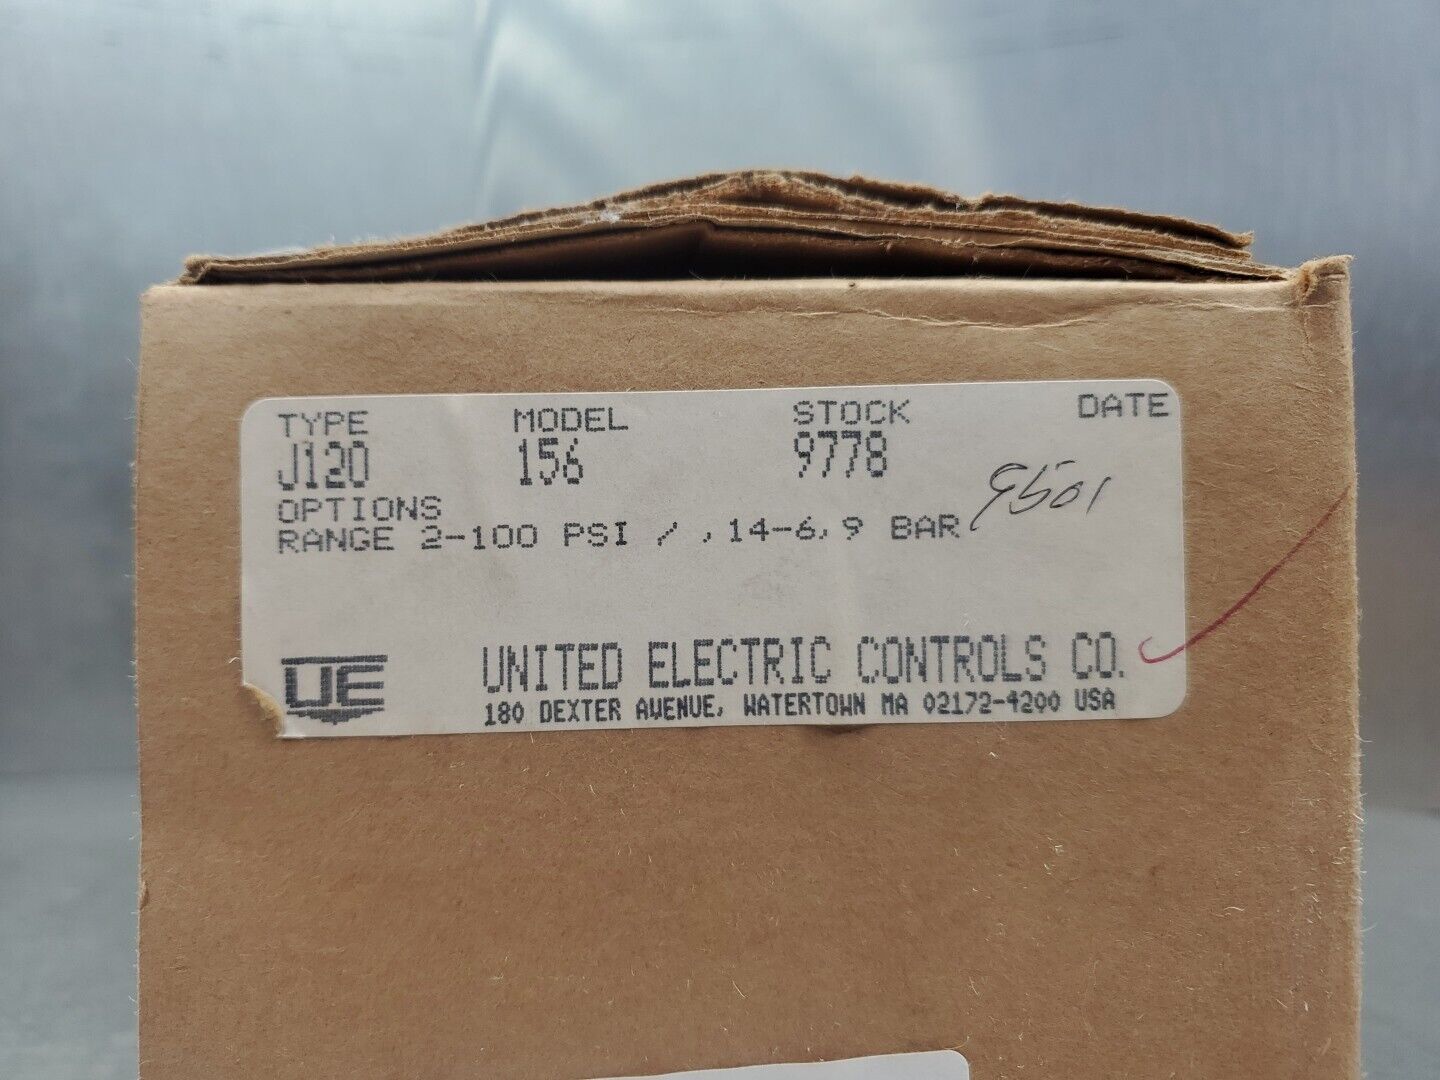 TYPE MODEL STOCK DATE
J120 156 9778
9501
OPTIONS
RANGE 2-100 PSI / ,14-6,9 BAR
UE UNITED ELECTRIC CONTROLS CO.
180 DEXTER AVENUE, WATERTOWN MA 02172-4200 USA